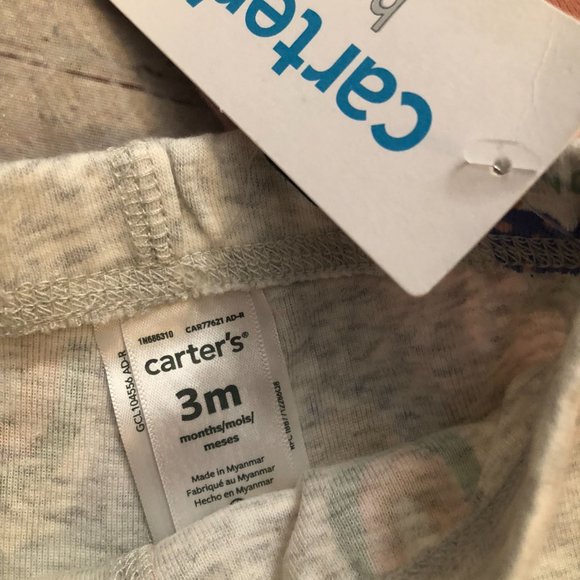 carter's
b
1N686310 CAR77621 AD-R
carter's®
3m
months/mois/
meses
Made in Myanmar
Fabriqué au Myanmar
Hecho en Myanmar
GCL104556 AD-R